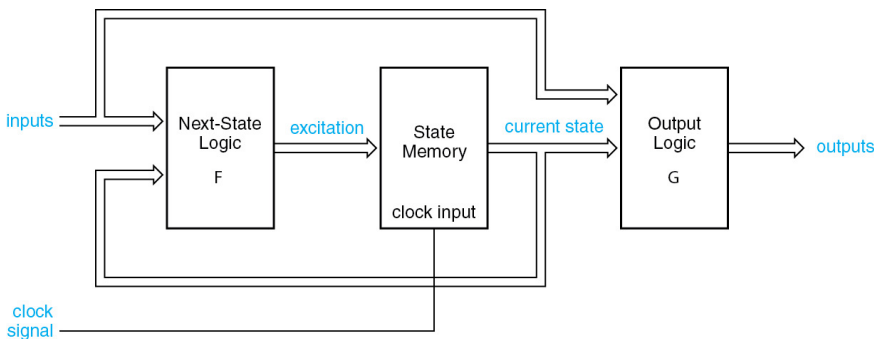 inputs
Next-State
Logic
F
excitation
State
Memory
clock input
current state
Output
Logic
G
outputs
clock
signal